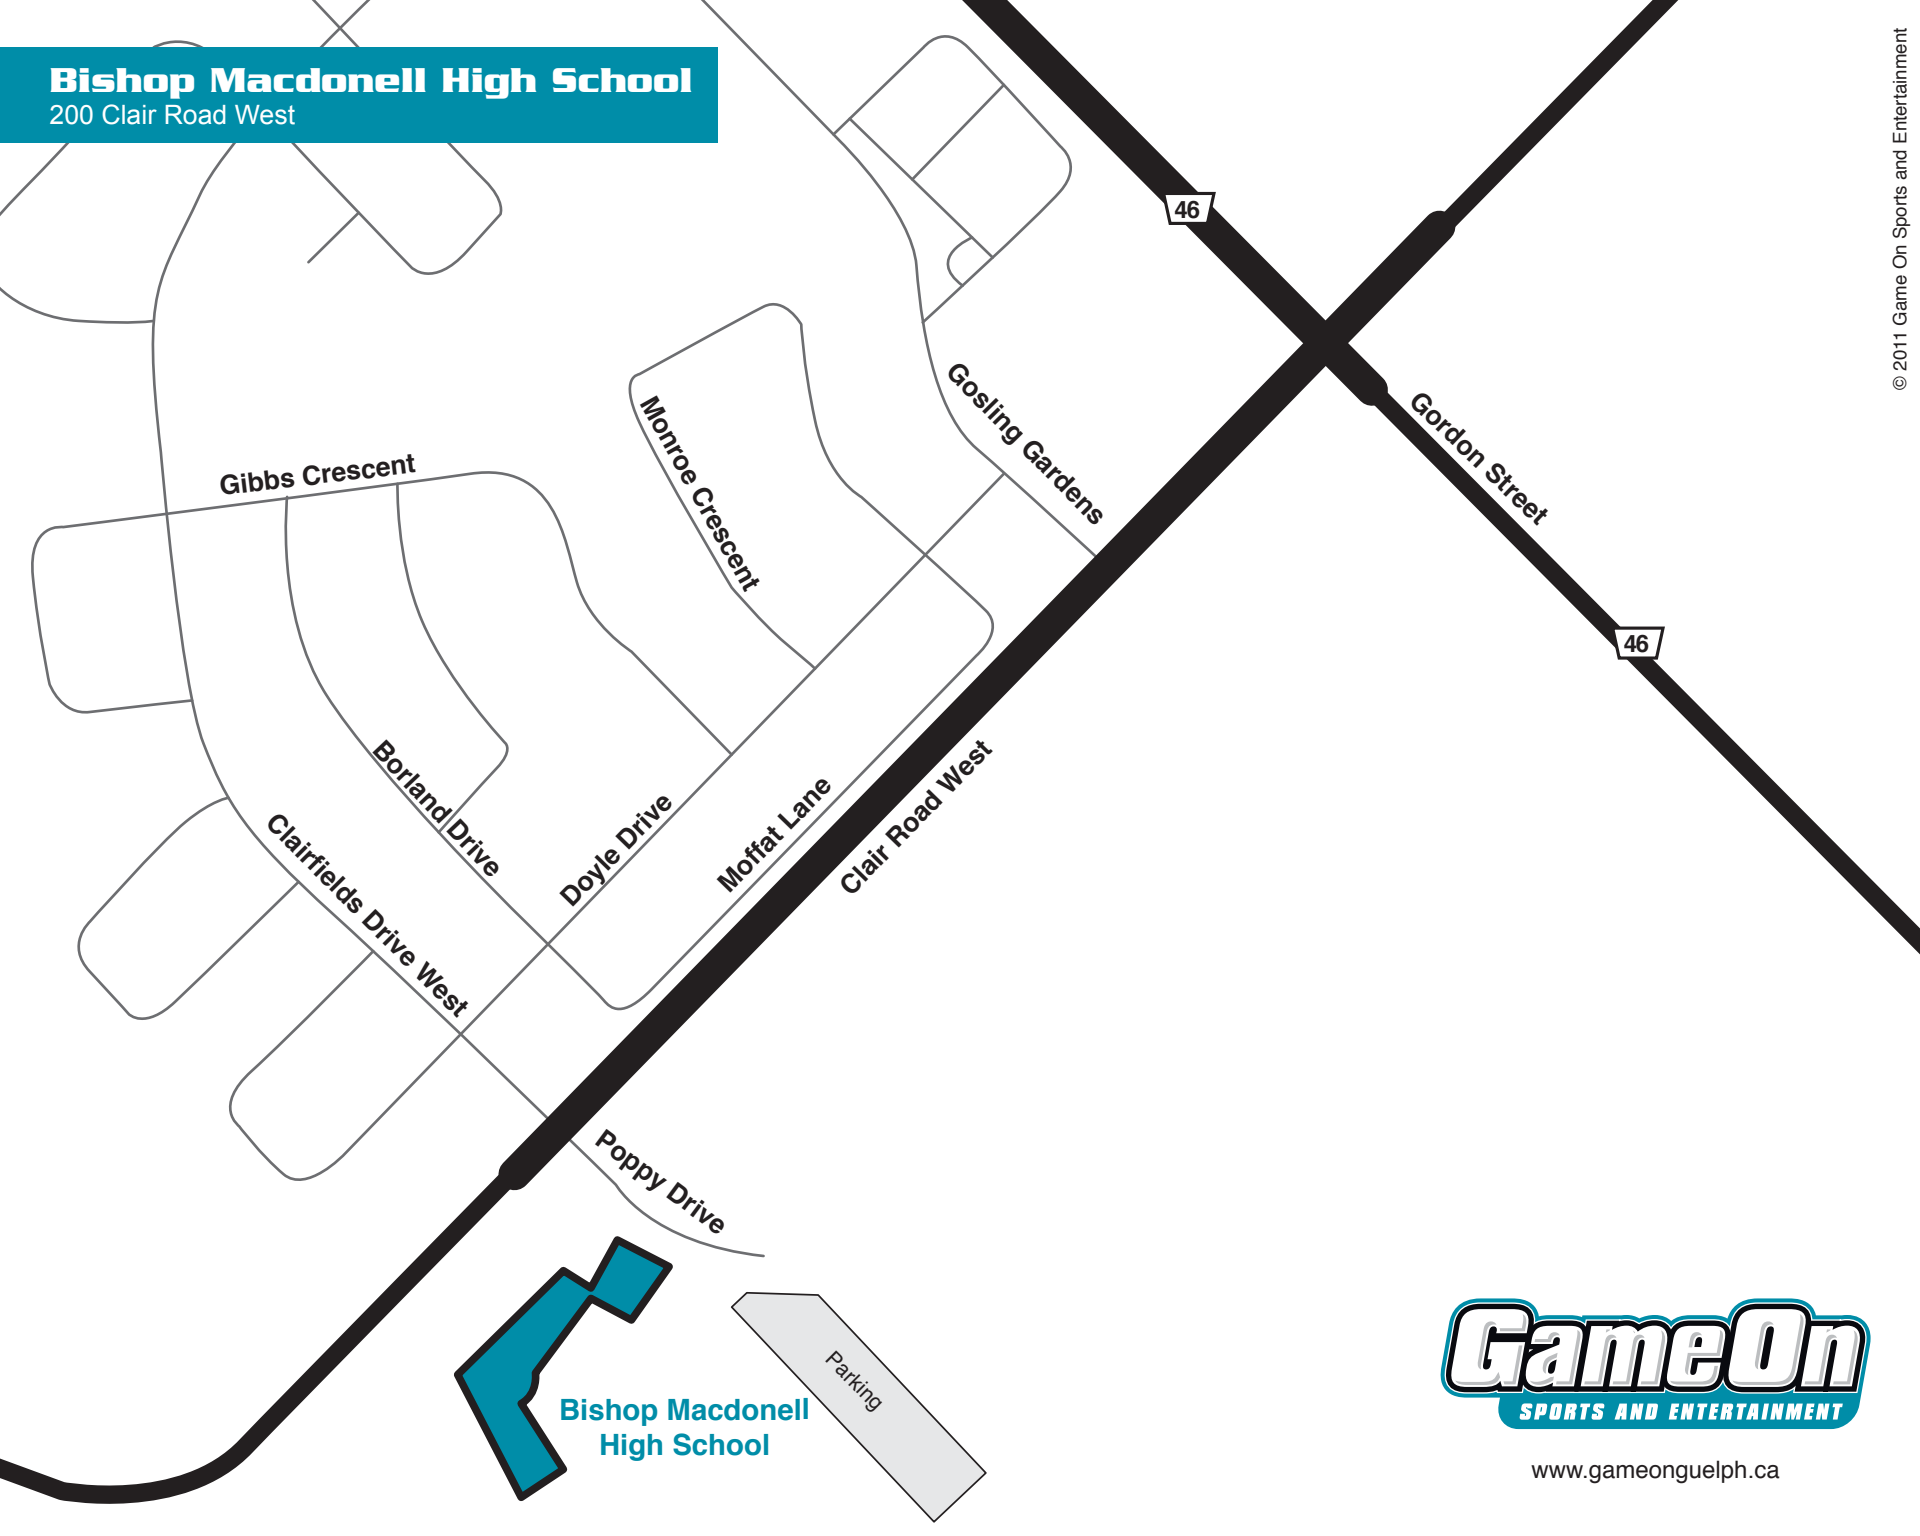 Bishop Macdonell High School
200 Clair Road West
© 2011 Game On Sports and Entertainment
46
Gosling Gardens
Gordon Street
Monroe Crescent
Gibbs Crescent
46
Borland Drive
Doyle Drive
Moffat Lane
Clair Road West
Clairfields Drive West
Poppy Drive
Parking
Bishop Macdonell
High School
GameOn
SPORTS AND ENTERTAINMENT
www.gameonguelph.ca